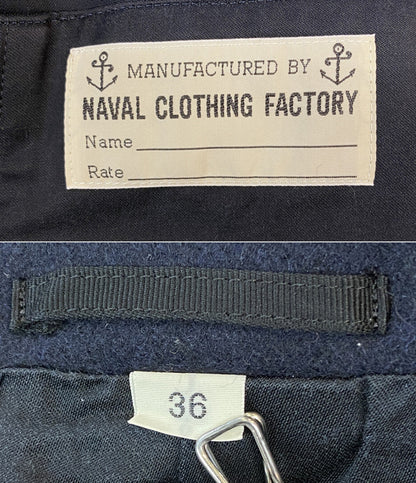 MANUFACTURED BY
NAVAL CLOTHING FACTORY
Name
Rate
36